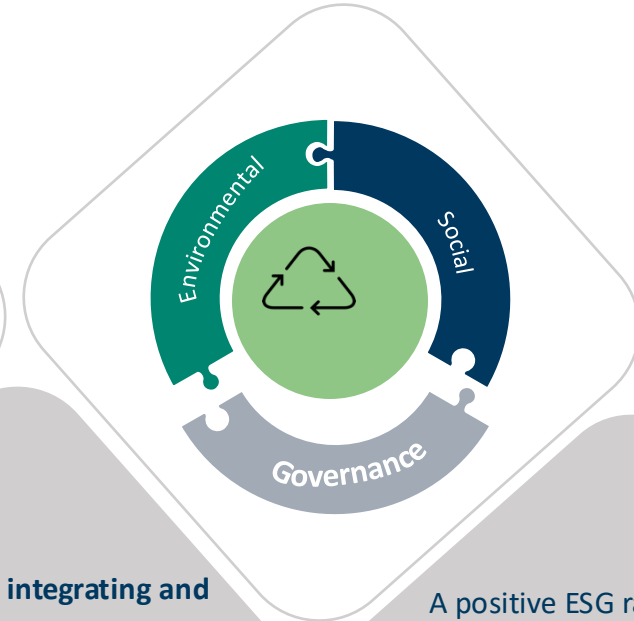 Environmental
Social
Governance
integrating and
A positive ESG